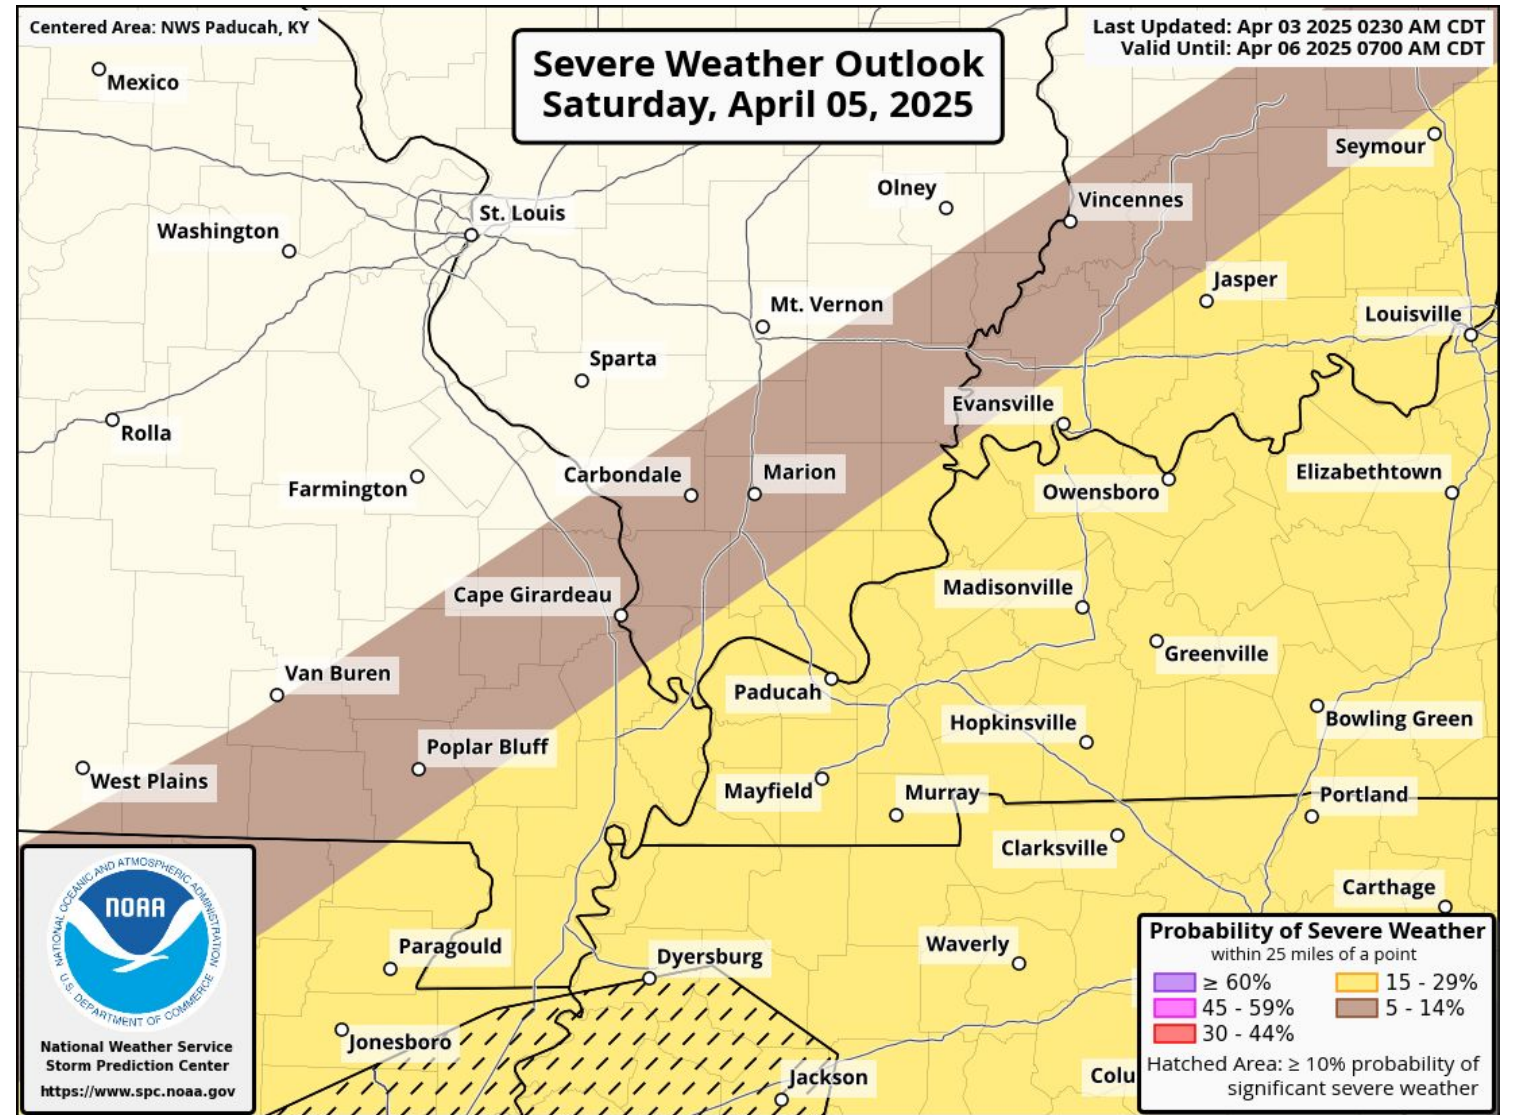 Centered Area: NWS Paducah, KY
Last Updated: Apr 03 2025 0230 AM CDT
Valid Until: Apr 06 2025 0700 AM CDT
Severe Weather Outlook
Saturday, April 05, 2025
Mexico
Seymour
Olney
Vincennes
St. Louis
Washington
Jasper
Mt. Vernon
Louisville
Sparta
Evansville
Rolla
Carbondale
Marion
Elizabethtown
Farmington
Owensboro
Madisonville
Cape Girardeau
Greenville
Van Buren
Paducah
Hopkinsville
Bowling Green
Poplar Bluff
West Plains
Mayfield
Murray
Portland
Clarksville
Carthage
Paragould
Dyersburg
Waverly
Jonesboro
Jackson
Colu
NATIONAL OCEANIC AND ATMOSPHERIC ADMINISTRATION
NOAA
U.S. DEPARTMENT OF COMMERCE
National Weather Service
Storm Prediction Center
https://www.spc.noaa.gov
Probability of Severe Weather
within 25 miles of a point
≥ 60% 15 - 29%
45 - 59% 5 - 14%
30 - 44%
Hatched Area: ≥ 10% probability of
significant severe weather